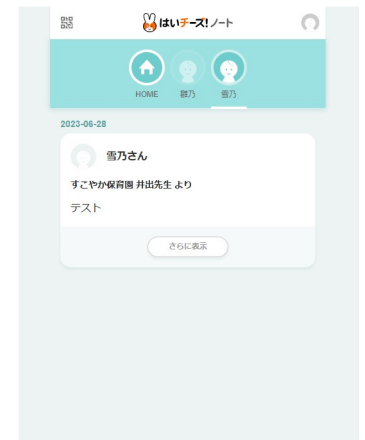 はいチーズ!ノート
HOME 雛乃 雪乃
2023-06-28
雪乃さん
すこやか保育園 井出先生 より
テスト
さらに表示